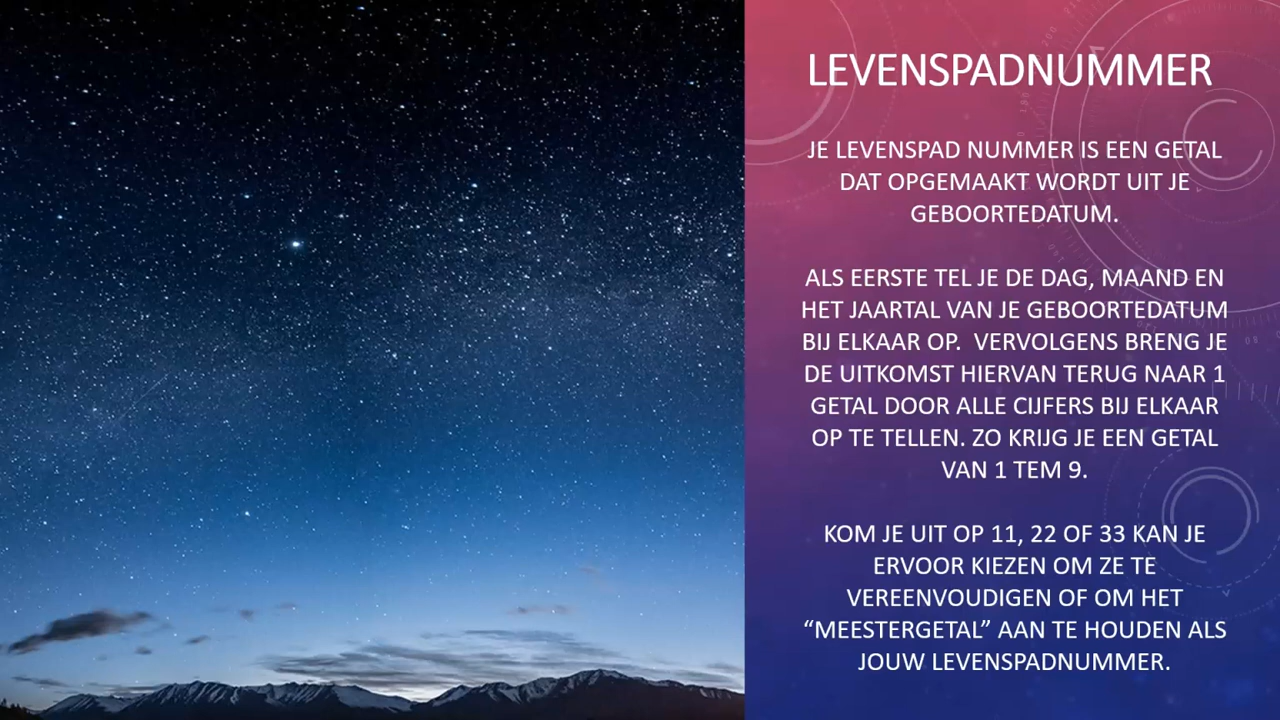 LEVENSPADNUMMER
JE LEVENSPAD NUMMER IS EEN GETAL
DAT OPGEMAAKT WORDT UIT JE
GEBOORTEDATUM.
ALS EERSTE TEL JE DE DAG, MAAND EN
HET JAARTAL VAN JE GEBOORTEDATUM
BIJ ELKAAR OP. VERVOLGENS BRENG JE
DE UITKOMST HIERVAN TERUG NAAR 1
GETAL DOOR ALLE CIJFERS BIJ ELKAAR
OP TE TELLEN. ZO KRIJG JE EEN GETAL
VAN 1 TEM 9.
KOM JE UIT OP 11, 22 OF 33 KAN JE
ERVOOR KIEZEN OM ZE TE
VEREENVOUDIGEN OF OM HET
“MEESTERGETAL” AAN TE HOUDEN ALS
JOUW LEVENSPADNUMMER.